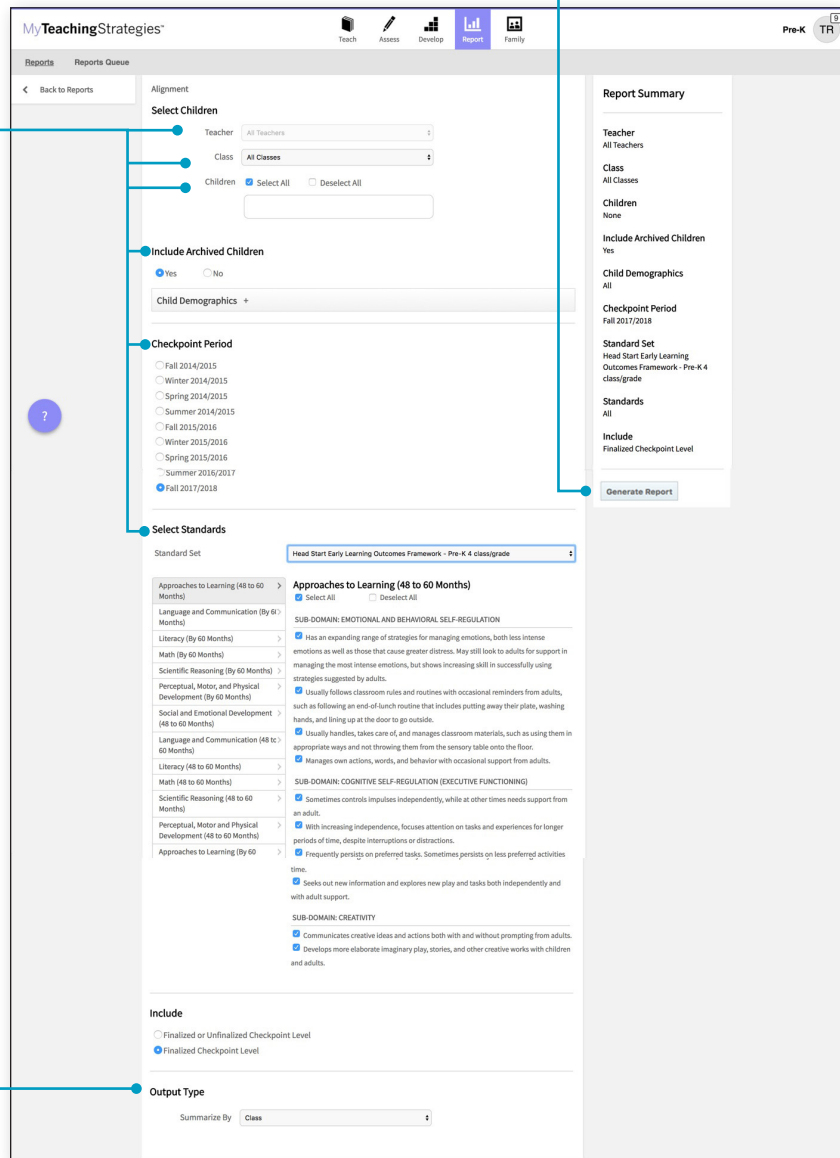 MyTeachingStrategies™
Teach
Assess
Develop
Report
Family
Pre-K
TR
9
Reports
Reports Queue
Back to Reports
Alignment
Select Children
Teacher
All Teachers
Class
All Classes
Children
Select All
Deselect All
Include Archived Children
Yes
No
Child Demographics +
Checkpoint Period
Fall 2014/2015
Winter 2014/2015
Spring 2014/2015
Summer 2014/2015
Fall 2015/2016
Winter 2015/2016
Spring 2015/2016
Summer 2016/2017
Fall 2017/2018
?
Select Standards
Standard Set
Head Start Early Learning Outcomes Framework - Pre-K 4 class/grade
Approaches to Learning (48 to 60
Months)
Language and Communication (By 60
Months)
Literacy (By 60 Months)
Math (By 60 Months)
Scientific Reasoning (By 60 Months)
Perceptual, Motor, and Physical
Development (By 60 Months)
Social and Emotional Development
(48 to 60 Months)
Language and Communication (48 to
60 Months)
Literacy (48 to 60 Months)
Math (48 to 60 Months)
Scientific Reasoning (48 to 60
Months)
Perceptual, Motor and Physical
Development (48 to 60 Months)
Approaches to Learning (By 60
Approaches to Learning (48 to 60 Months)
Select All
Deselect All
SUB-DOMAIN: EMOTIONAL AND BEHAVIORAL SELF-REGULATION
Has an expanding range of strategies for managing emotions, both less intense
emotions as well as those that cause greater distress. May still look to adults for support in
managing the most intense emotions, but shows increasing skill in successfully using
strategies suggested by adults.
Usually follows classroom rules and routines with occasional reminders from adults,
such as following an end-of-lunch routine that includes putting away their plate, washing
hands, and lining up at the door to go outside.
Usually handles, takes care of, and manages classroom materials, such as using them in
appropriate ways and not throwing them from the sensory table onto the floor.
Manages own actions, words, and behavior with occasional support from adults.
SUB-DOMAIN: COGNITIVE SELF-REGULATION (EXECUTIVE FUNCTIONING)
Sometimes controls impulses independently, while at other times needs support from
an adult.
With increasing independence, focuses attention on tasks and experiences for longer
periods of time, despite interruptions or distractions.
Frequently persists on preferred tasks. Sometimes persists on less preferred activities
time.
Seeks out new information and explores new play and tasks both independently and
with adult support.
SUB-DOMAIN: CREATIVITY
Communicates creative ideas and actions both with and without prompting from adults.
Develops more elaborate imaginary play, stories, and other creative works with children
and adults.
Include
Finalized or Unfinalized Checkpoint Level
Finalized Checkpoint Level
Output Type
Summarize By
Class
Report Summary
Teacher
All Teachers
Class
All Classes
Children
None
Include Archived Children
Yes
Child Demographics
All
Checkpoint Period
Fall 2017/2018
Standard Set
Head Start Early Learning
Outcomes Framework - Pre-K 4
class/grade
Standards
All
Include
Finalized Checkpoint Level
Generate Report